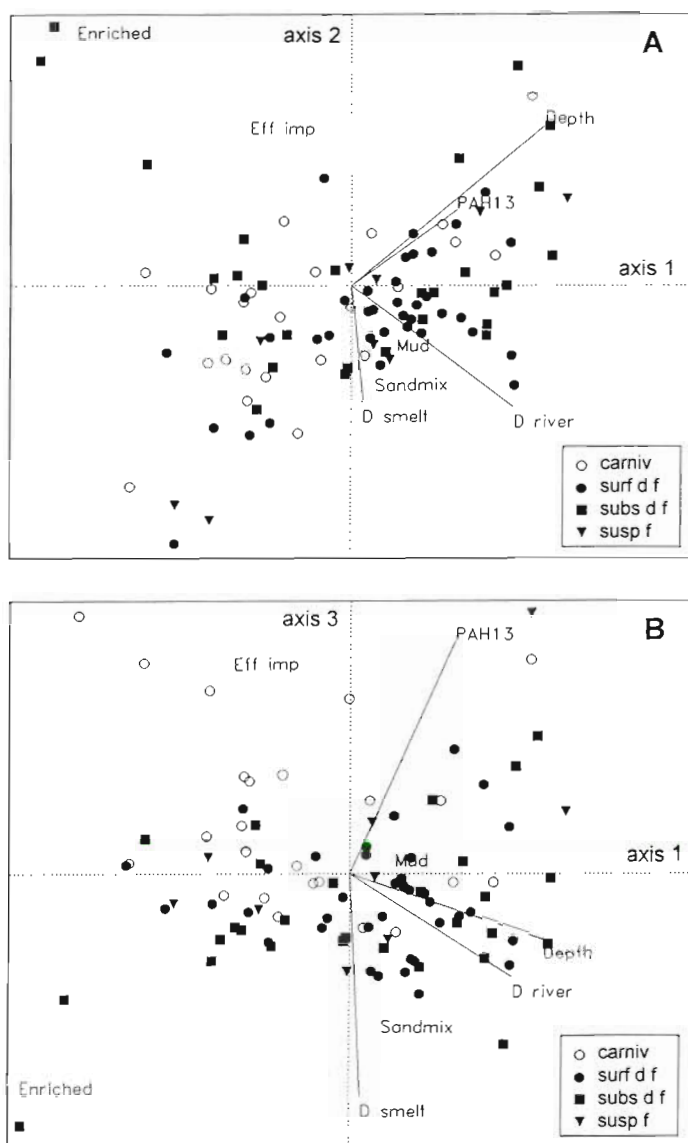 Enriched
axis 2
A
Eff imp
Depth
PAH13
axis 1
Mud
Sandmix
D smelt
D river
carniv
surf d f
subs d f
susp f
axis 3
B
PAH13
Eff imp
Mud
axis 1
Depth
D river
Sandmix
Enriched
D smelt
carniv
surf d f
subs d f
susp f